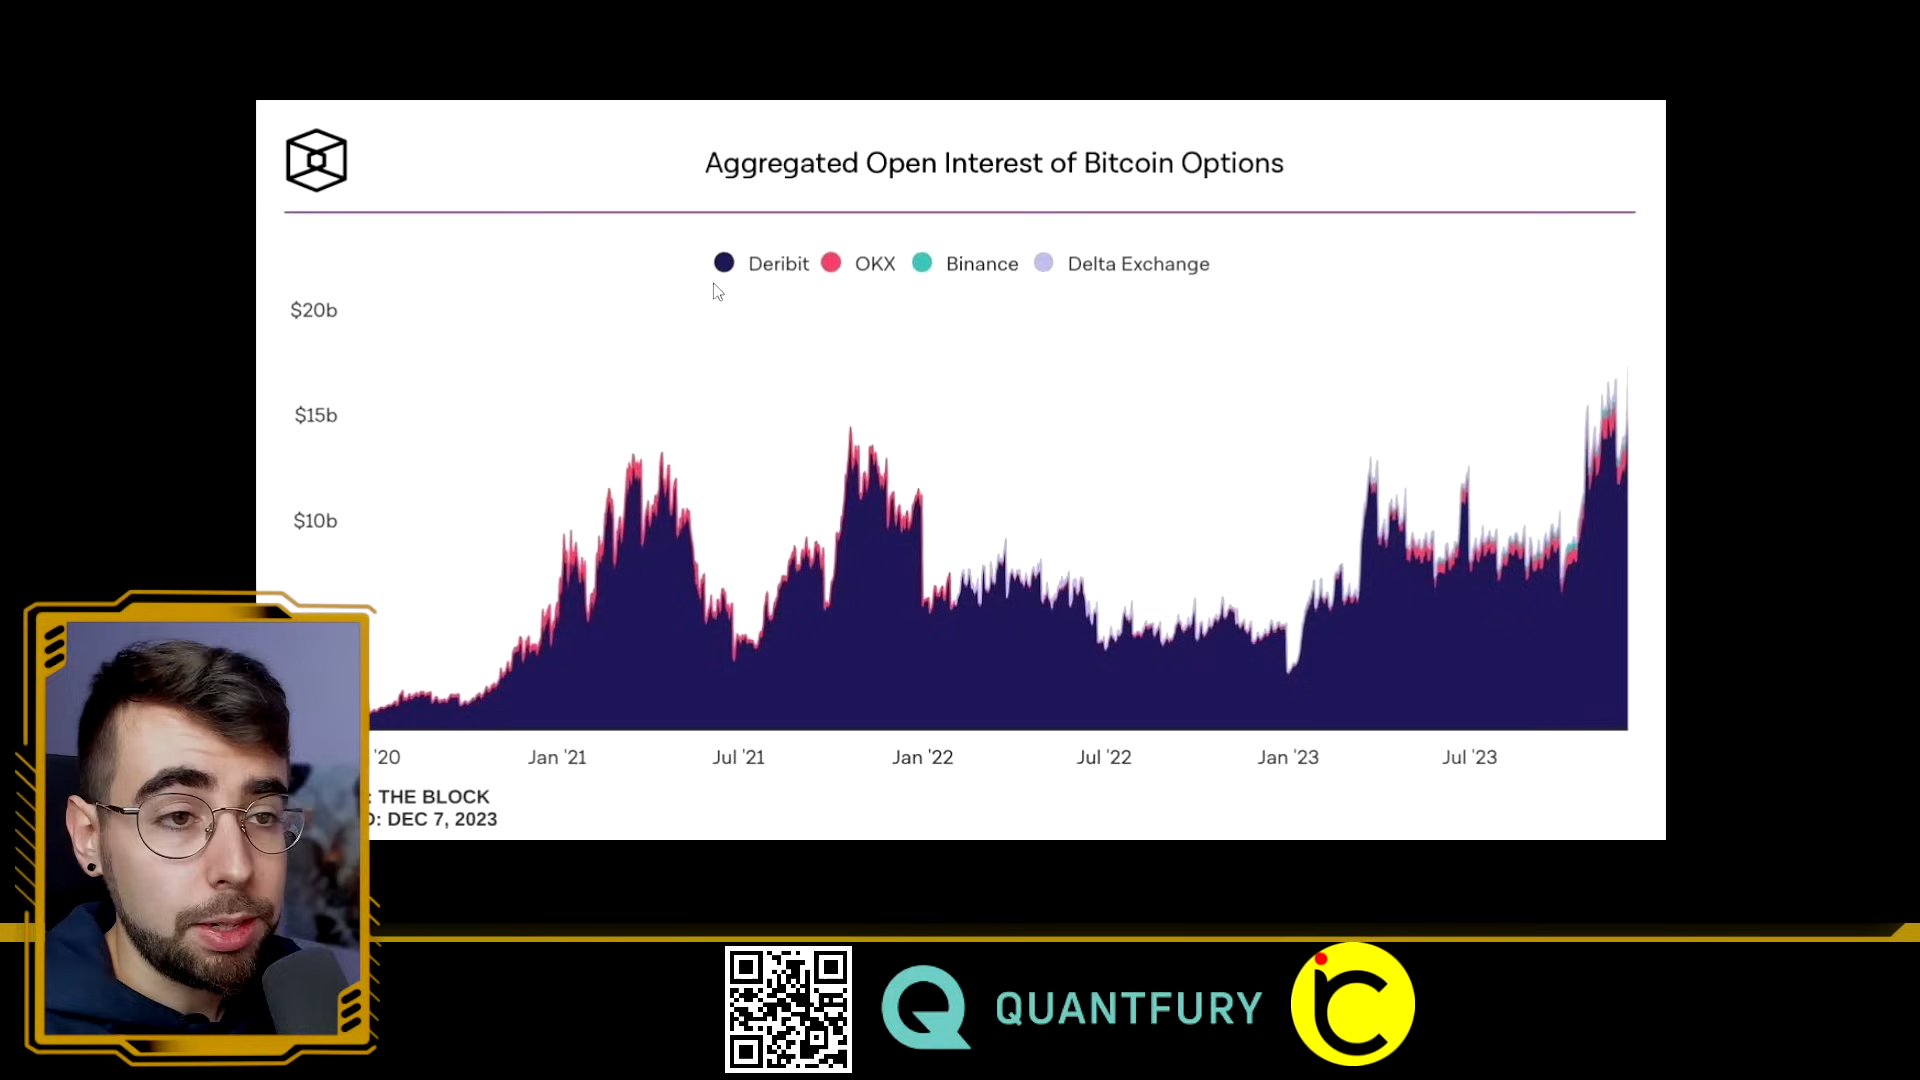 Aggregated Open Interest of Bitcoin Options
Deribit OKX Binance Delta Exchange
$20b
$15b
$10b
'20 Jan '21 Jul '21 Jan '22 Jul '22 Jan '23 Jul '23
: THE BLOCK
D: DEC 7, 2023
QUANTFURY